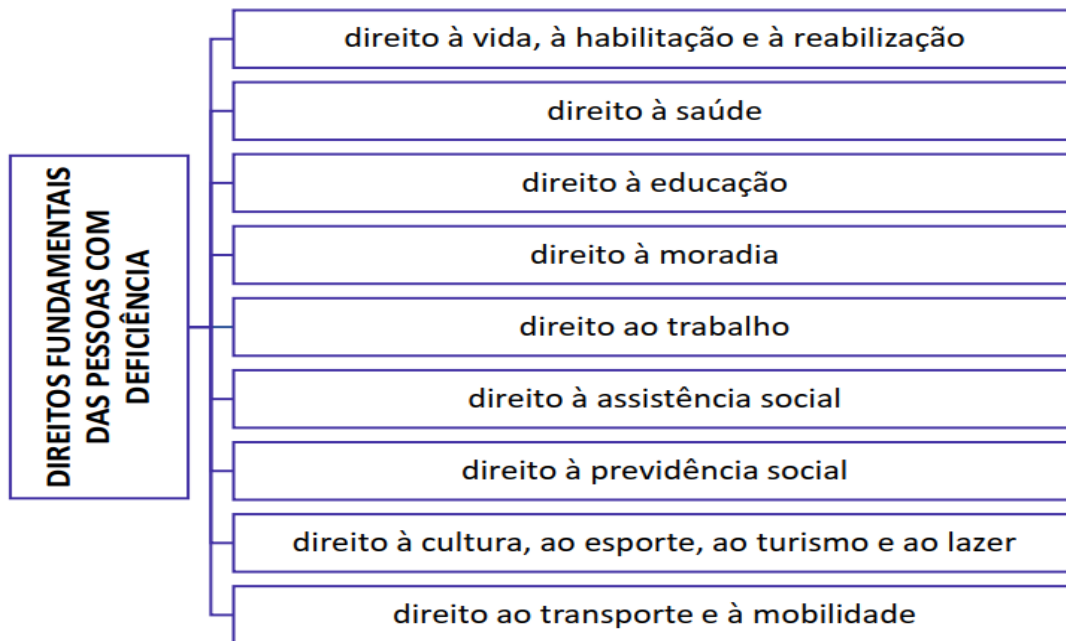 DIREITOS FUNDAMENTAIS
DAS PESSOAS COM
DEFICIÊNCIA
direito à vida, à habilitação e à reabilização
direito à saúde
direito à educação
direito à moradia
direito ao trabalho
direito à assistência social
direito à previdência social
direito à cultura, ao esporte, ao turismo e ao lazer
direito ao transporte e à mobilidade